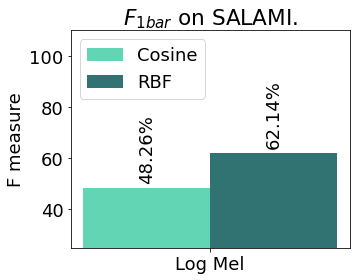 F1bar on SALAMI.
100
80
60
40
F measure
Cosine
RBF
48.26%
62.14%
Log Mel